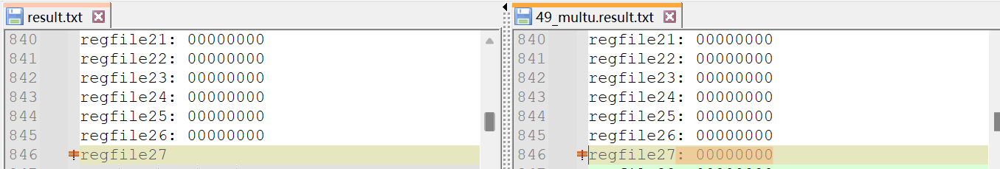 result.txt
840 regfile21: 00000000
841 regfile22: 00000000
842 regfile23: 00000000
843 regfile24: 00000000
844 regfile25: 00000000
845 regfile26: 00000000
846 regfile27
49_multu.result.txt
840 regfile21: 00000000
841 regfile22: 00000000
842 regfile23: 00000000
843 regfile24: 00000000
844 regfile25: 00000000
845 regfile26: 00000000
846 regfile27: 00000000